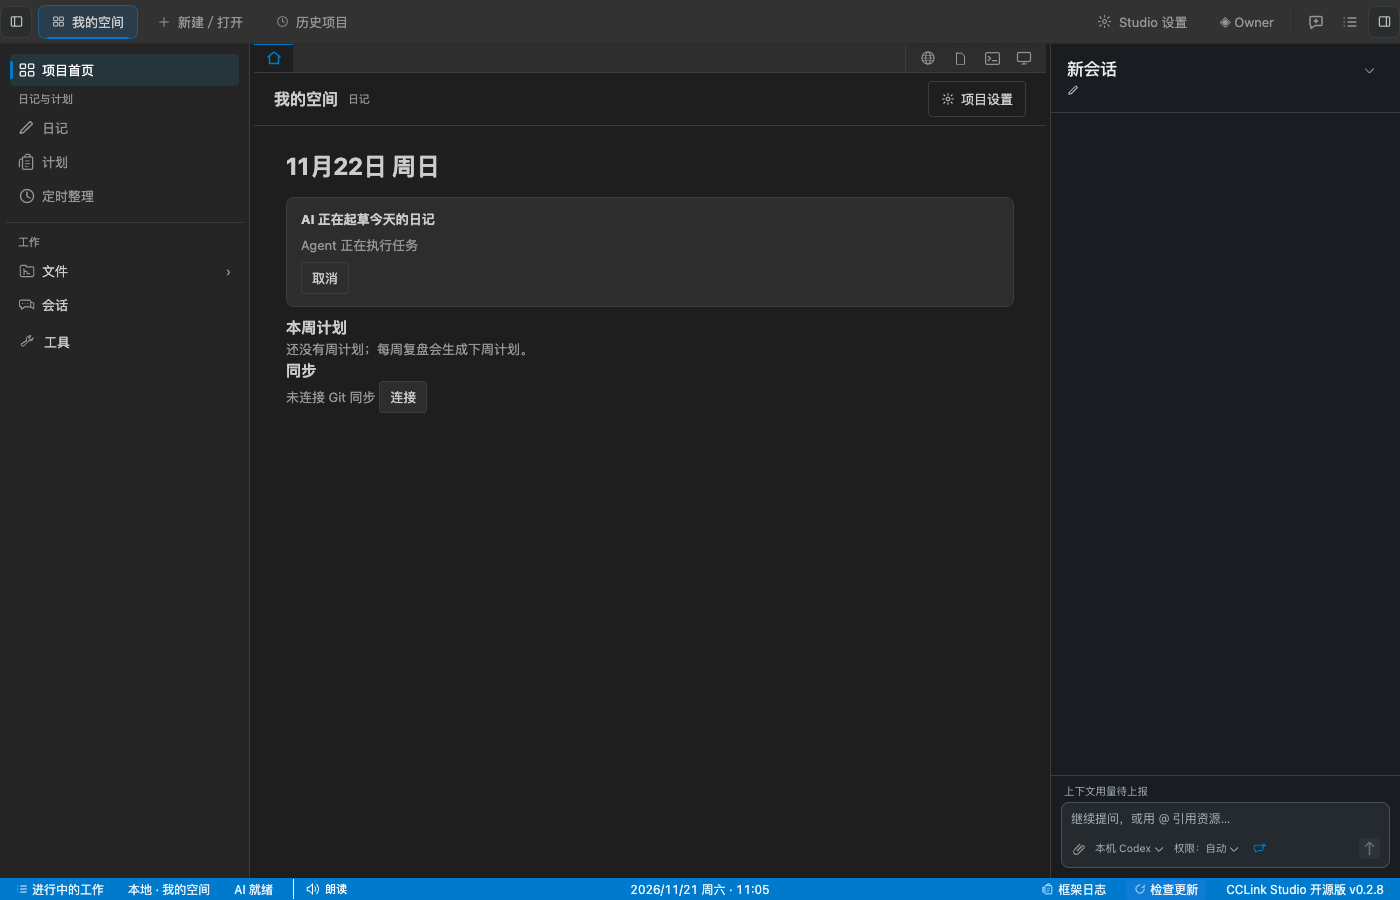 我的空间
新建 / 打开
历史项目
Studio 设置
Owner
项目首页
日记与计划
日记
计划
定时整理
工作
文件
会话
工具
我的空间 日记
项目设置
11月22日 周日
AI 正在起草今天的日记
Agent 正在执行任务
取消
本周计划
还没有周计划；每周复盘会生成下周计划。
同步
未连接 Git 同步 连接
新会话
上下文用量待上报
继续提问，或用 @ 引用资源...
本机 Codex 权限：自动
进行中的工作
本地 · 我的空间
AI 就绪
朗读
2026/11/21 周六 · 11:05
框架日志
检查更新
CCLink Studio 开源版 v0.2.8